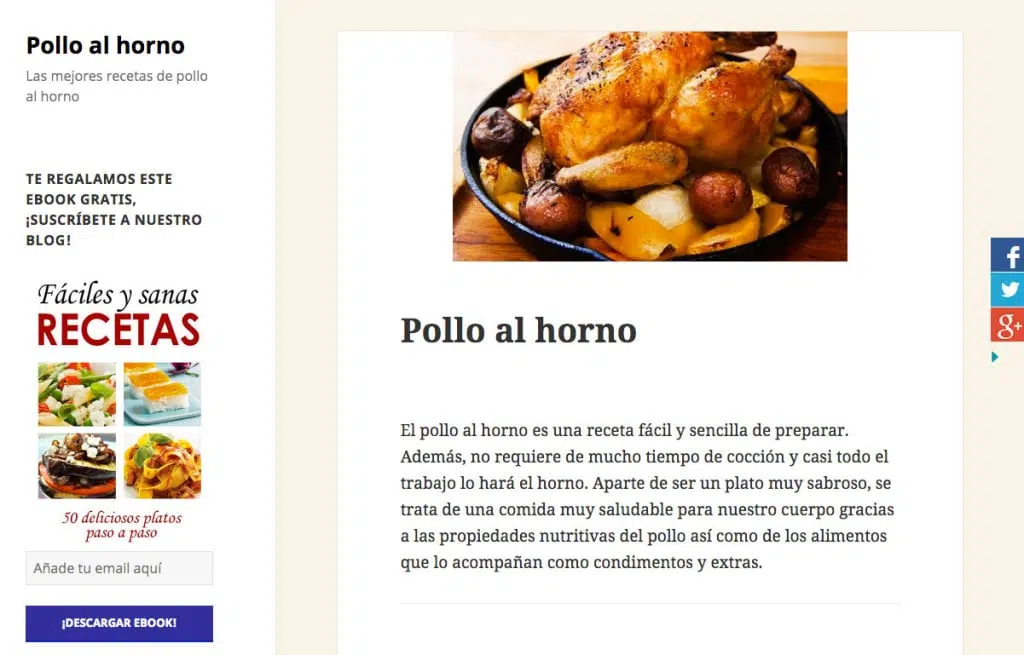 Pollo al horno
Las mejores recetas de pollo
al horno
TE REGALAMOS ESTE
EBOOK GRATIS,
¡SUSCRÍBETE A NUESTRO
BLOG!
Fáciles y sanas
RECETAS
50 deliciosos platos
paso a paso
Añade tu email aquí
¡DESCARGAR EBOOK!
Pollo al horno
El pollo al horno es una receta fácil y sencilla de preparar.
Además, no requiere de mucho tiempo de cocción y casi todo el
trabajo lo hará el horno. Aparte de ser un plato muy sabroso, se
trata de una comida muy saludable para nuestro cuerpo gracias
a las propiedades nutritivas del pollo así como de los alimentos
que lo acompañan como condimentos y extras.
f
g+